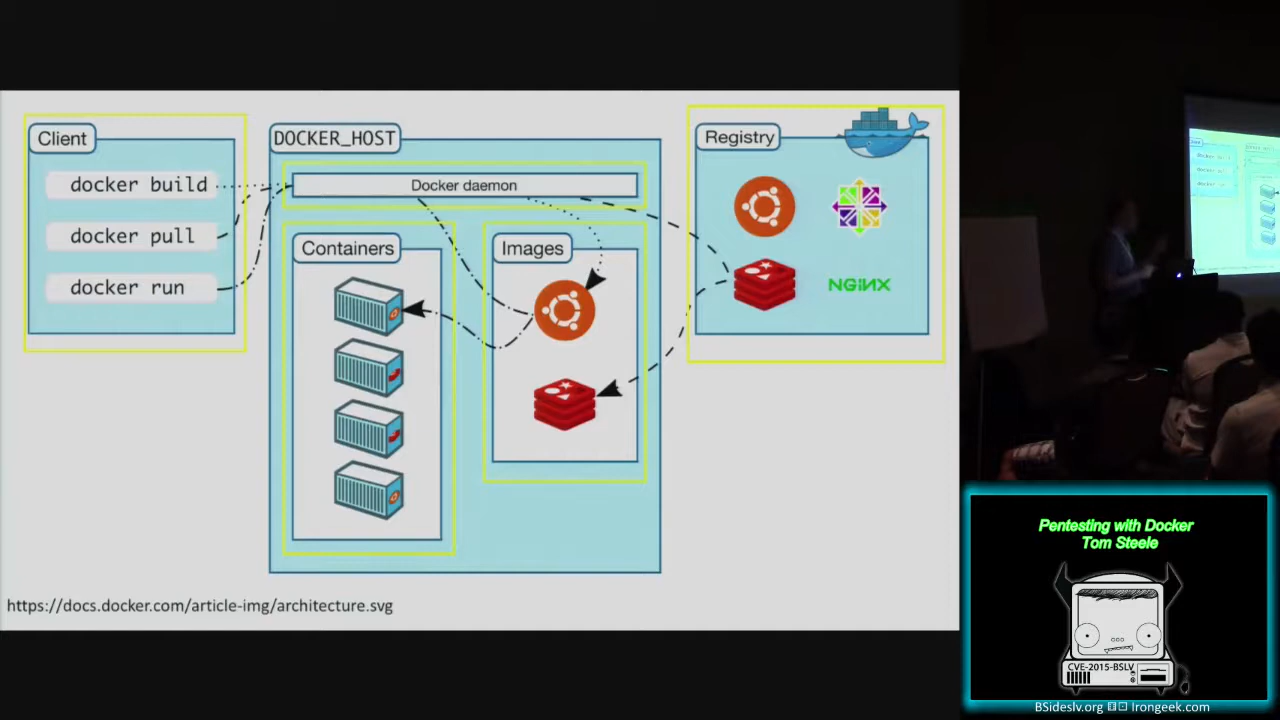 Client
docker build
docker pull
docker run
DOCKER_HOST
Docker daemon
Containers
Images
Registry
NGiNX
https://docs.docker.com/article-img/architecture.svg
Pentesting with Docker
Tom Steele
CVE-2015-BSLV
BSideslv.org
Irongeek.com